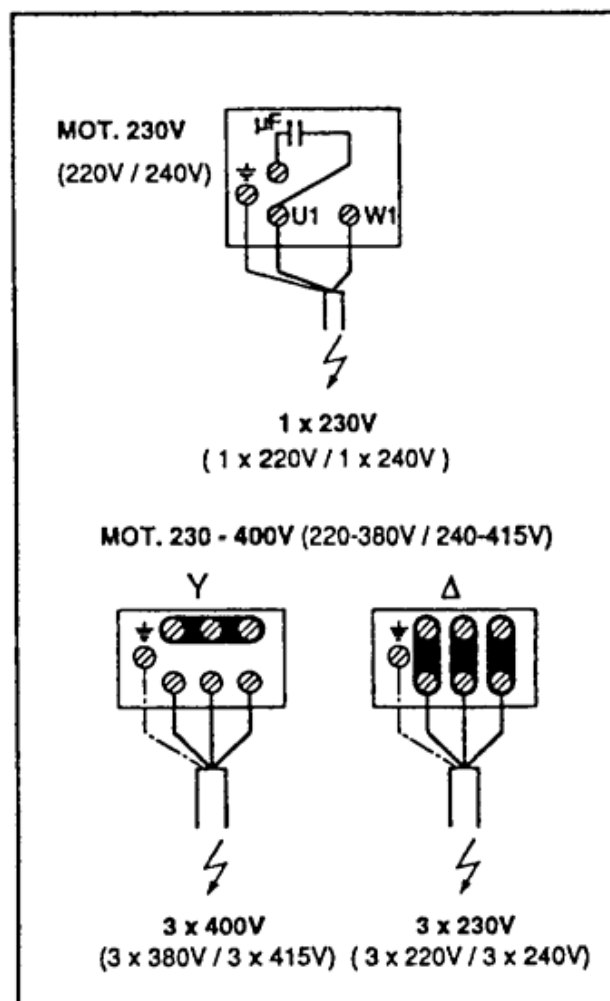 MOT. 230V
(220V / 240V)
µF
U1
W1
1 x 230V
( 1 x 220V / 1 x 240V )
MOT. 230 - 400V (220-380V / 240-415V)
Y
Δ
3 x 400V
(3 x 380V / 3 x 415V)
3 x 230V
( 3 x 220V / 3 x 240V)